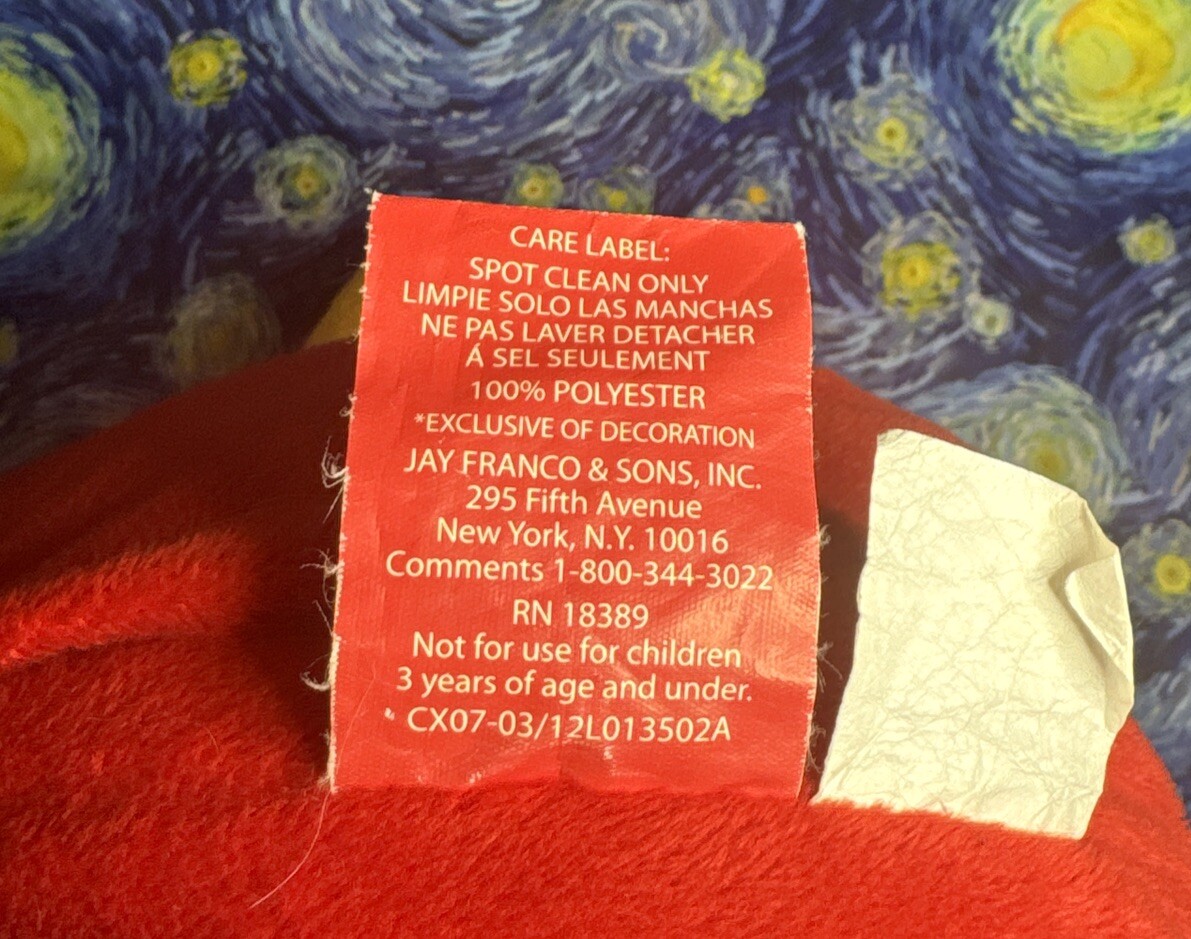 CARE LABEL:
SPOT CLEAN ONLY
LIMPIE SOLO LAS MANCHAS
NE PAS LAVER DETACHER
Á SEL SEULEMENT
100% POLYESTER
*EXCLUSIVE OF DECORATION
JAY FRANCO & SONS, INC.
295 Fifth Avenue
New York, N.Y. 10016
Comments 1-800-344-3022
RN 18389
Not for use for children
3 years of age and under.
CX07-03/12L013502A